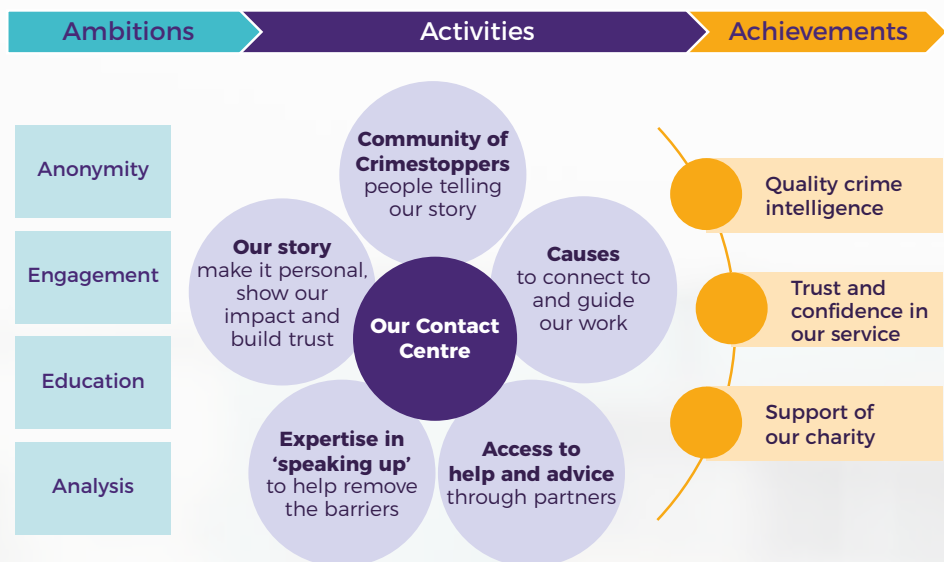 Ambitions
Activities
Achievements
Anonymity
Engagement
Education
Analysis
Community of
Crimestoppers
people telling
our story
Our story
make it personal,
show our
impact and
build trust
Causes
to connect to
and guide
our work
Our Contact
Centre
Expertise in
‘speaking up’
to help remove
the barriers
Access to
help and advice
through partners
Quality crime
intelligence
Trust and
confidence in
our service
Support of
our charity